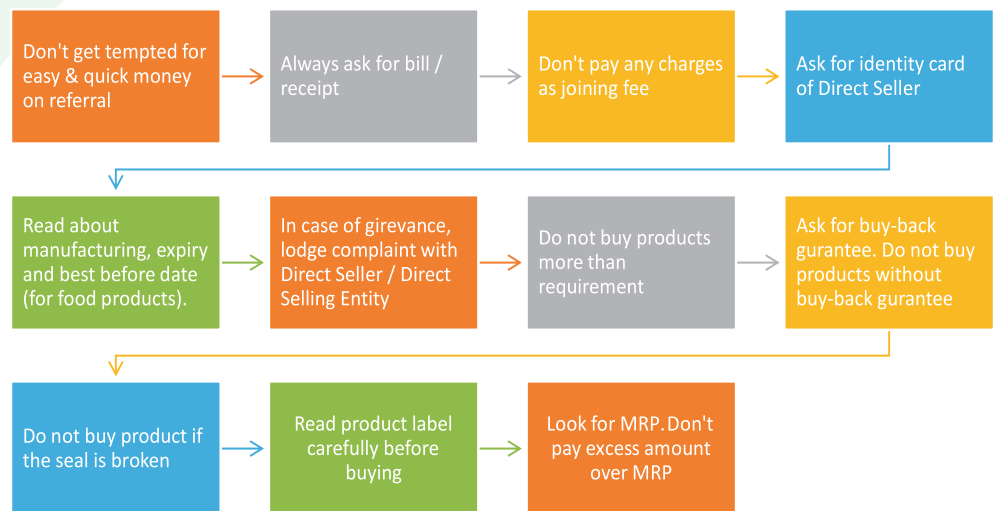 Don't get tempted for
easy & quick money
on referral
Always ask for bill /
receipt
Don't pay any charges
as joining fee
Ask for identity card
of Direct Seller
Read about
manufacturing, expiry
and best before date
(for food products).
In case of girevance,
lodge complaint with
Direct Seller / Direct
Selling Entity
Do not buy products
more than
requirement
Ask for buy-back
gurantee. Do not buy
products without
buy-back gurantee
Do not buy product if
the seal is broken
Read product label
carefully before
buying
Look for MRP. Don't
pay excess amount
over MRP